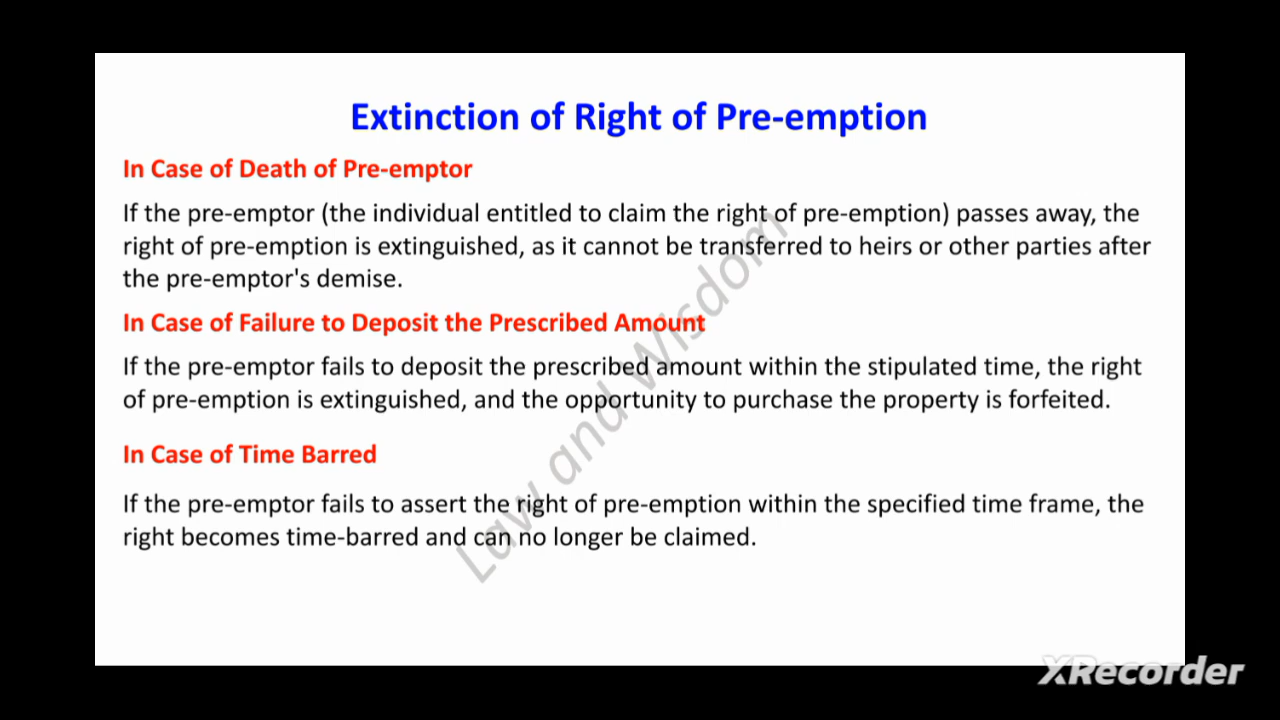 Extinction of Right of Pre-emption
In Case of Death of Pre-emptor
If the pre-emptor (the individual entitled to claim the right of pre-emption) passes away, the
right of pre-emption is extinguished, as it cannot be transferred to heirs or other parties after
the pre-emptor's demise.
In Case of Failure to Deposit the Prescribed Amount
If the pre-emptor fails to deposit the prescribed amount within the stipulated time, the right
of pre-emption is extinguished, and the opportunity to purchase the property is forfeited.
In Case of Time Barred
If the pre-emptor fails to assert the right of pre-emption within the specified time frame, the
right becomes time-barred and can no longer be claimed.
Law and Wisdom
XRecorder